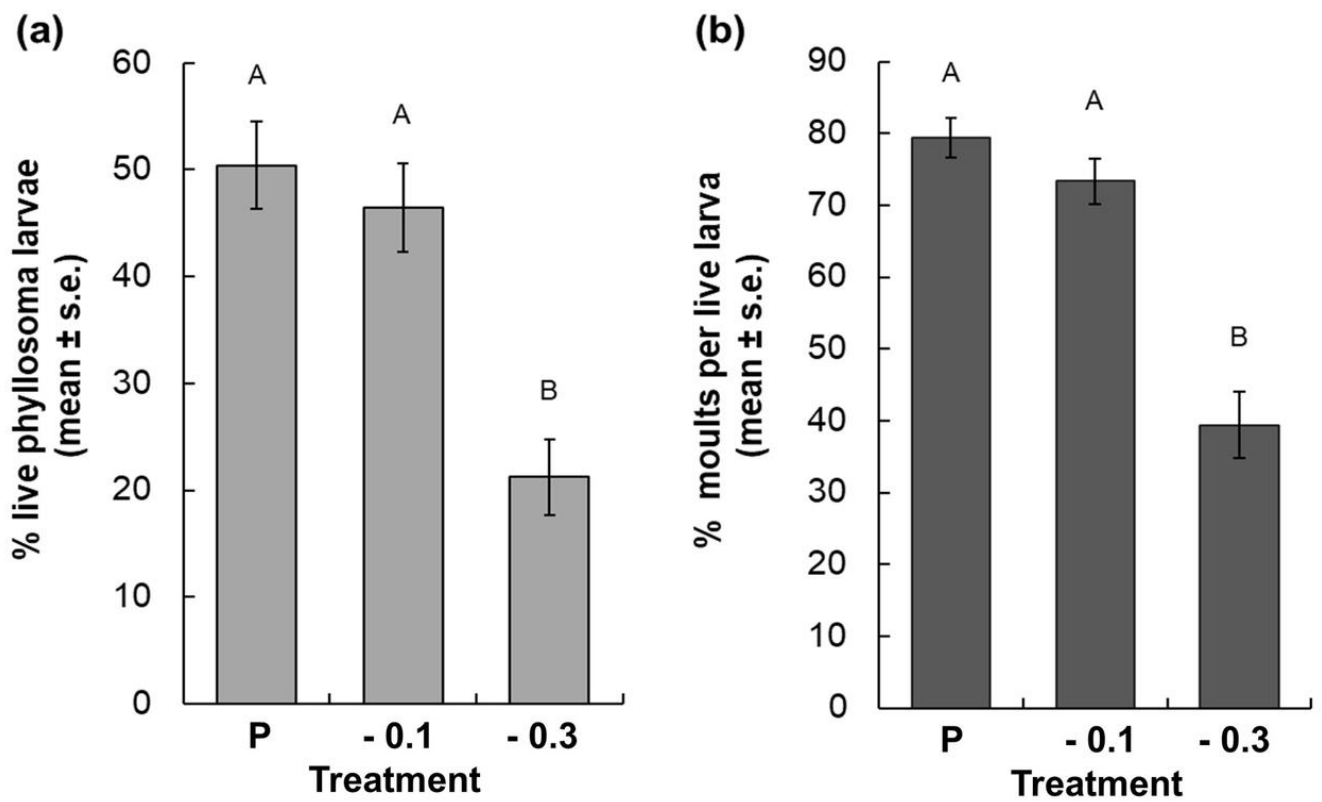 (a)
% live phyllosoma larvae
(mean ± s.e.)
60
50
40
30
20
10
0
A
A
B
P
- 0.1
- 0.3
Treatment
(b)
% moults per live larva
(mean ± s.e.)
90
80
70
60
50
40
30
20
10
0
A
A
B
P
- 0.1
- 0.3
Treatment